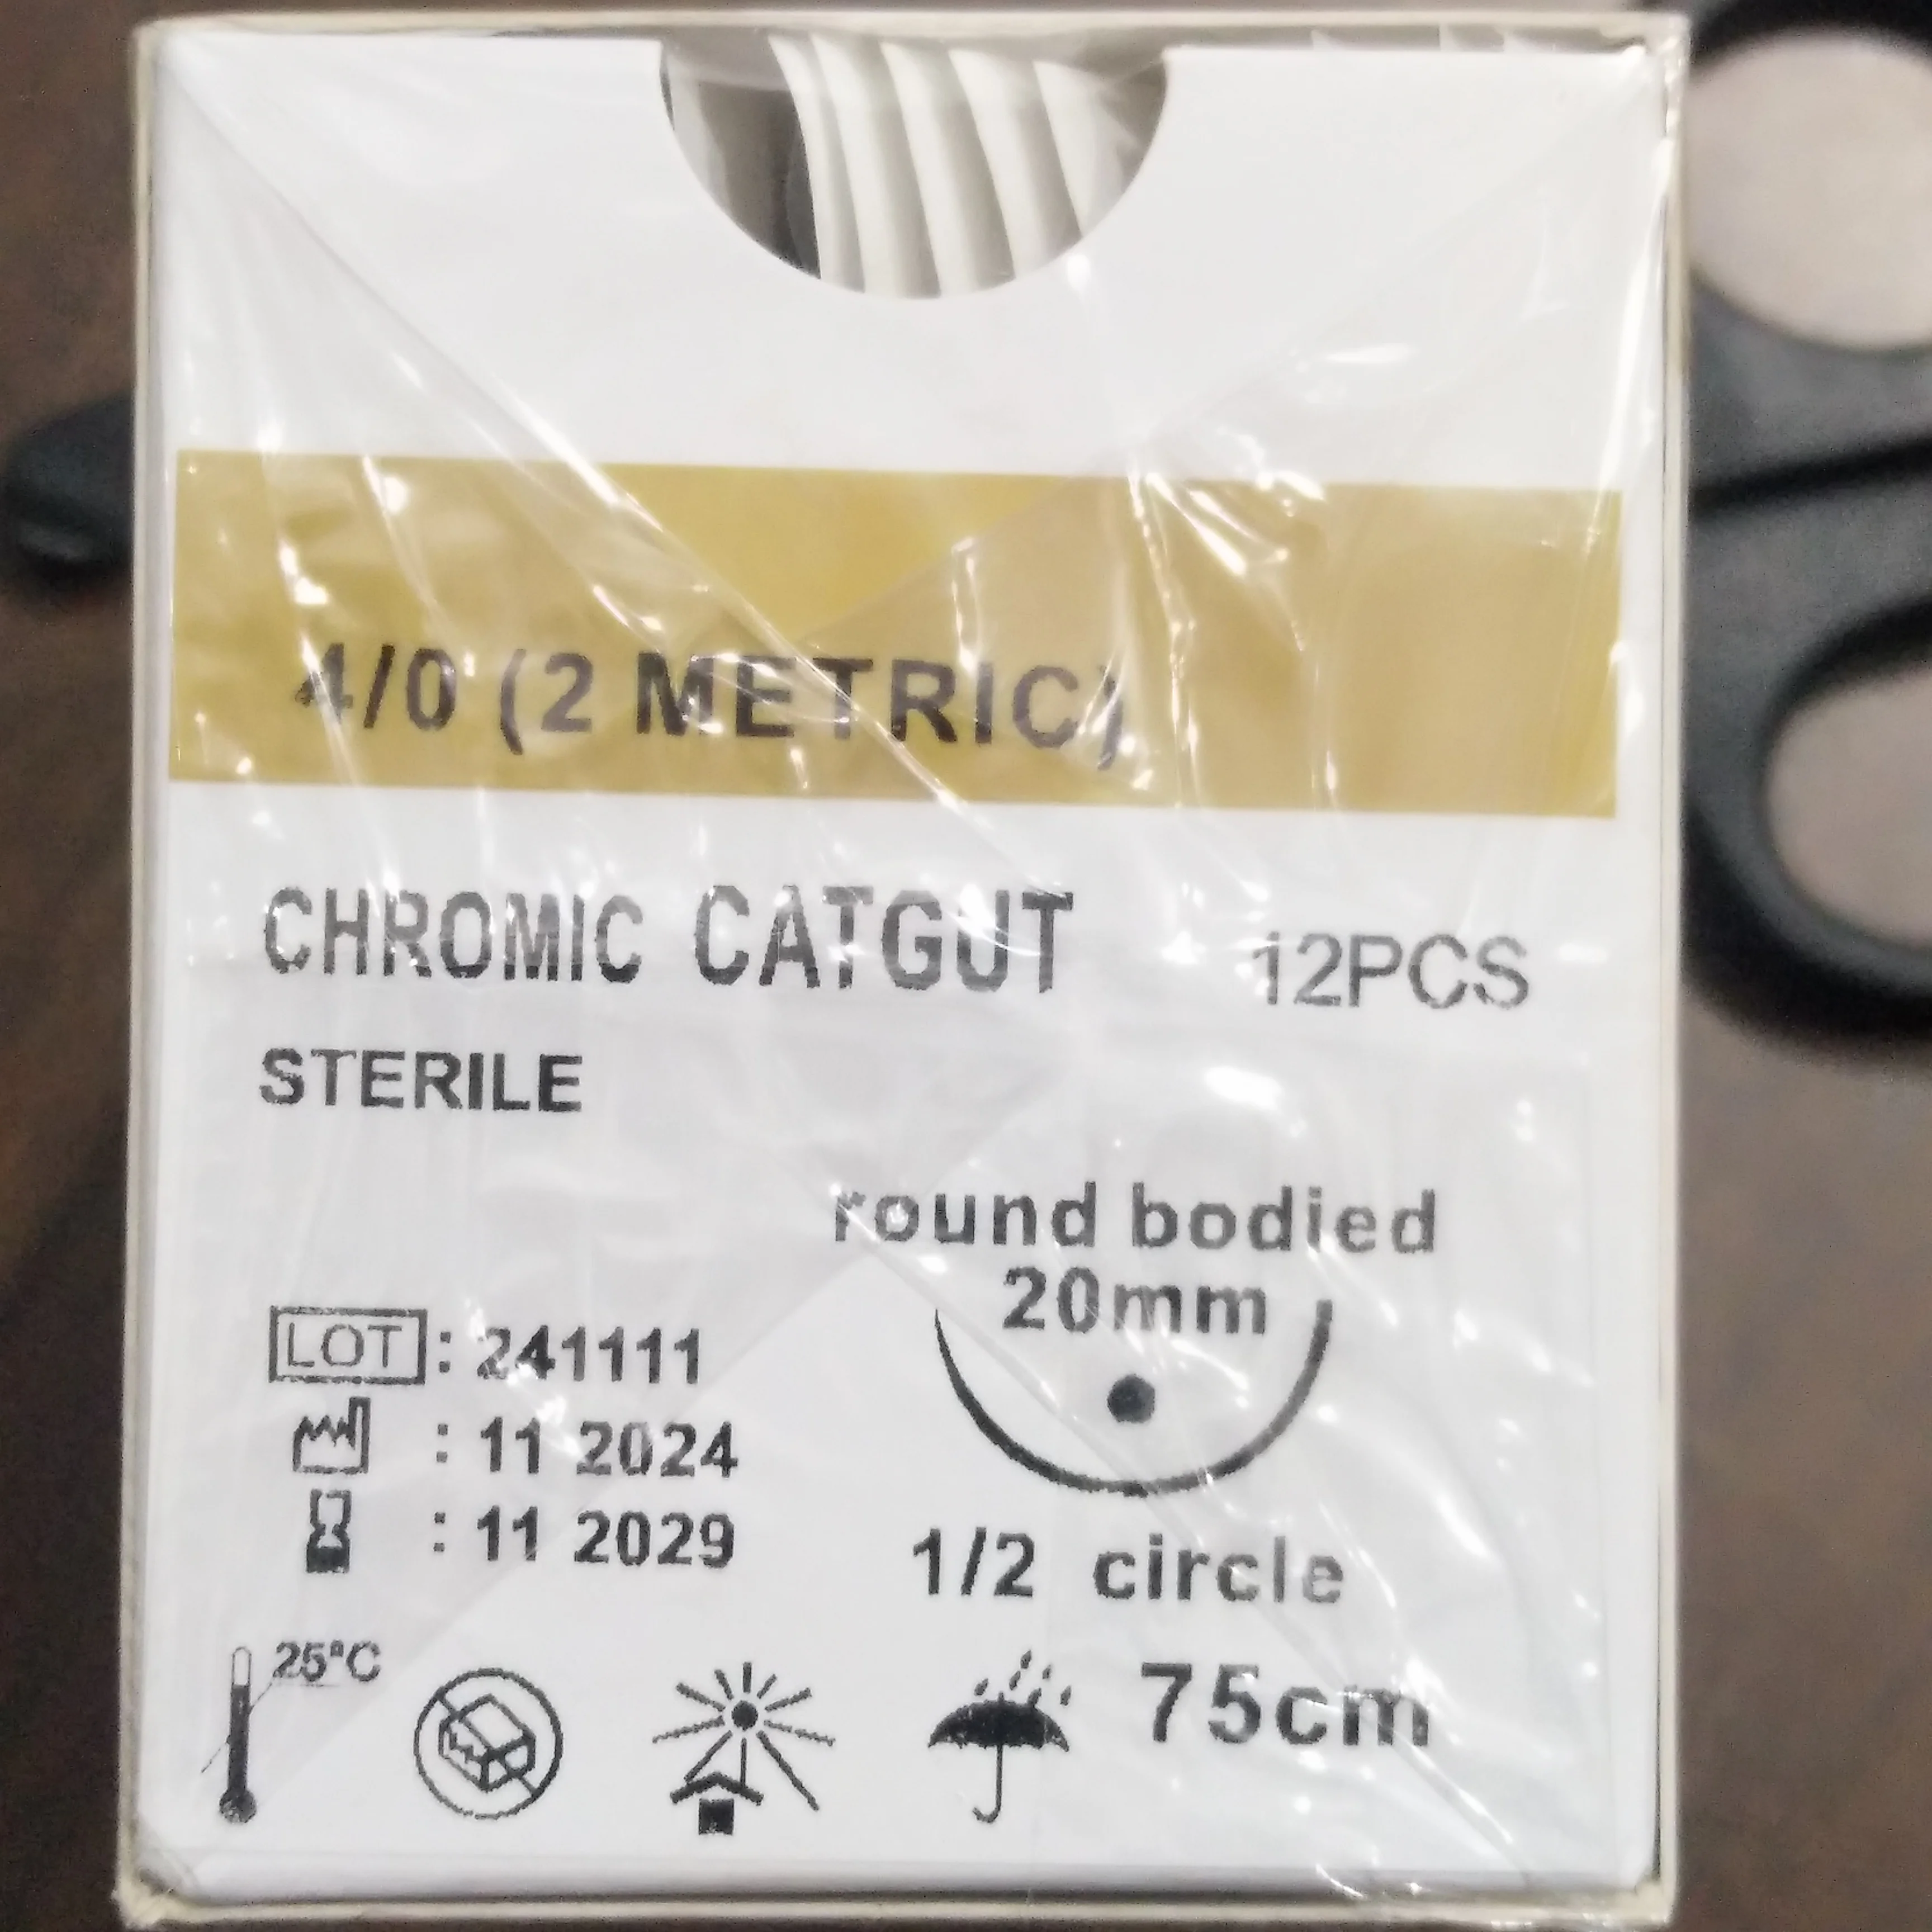 4/0 (2 METRIC)
CHROMIC CATGUT 12PCS
STERILE
round bodied
20mm
LOT : 241111
: 11 2024
: 11 2029
1/2 circle
25°C
75cm